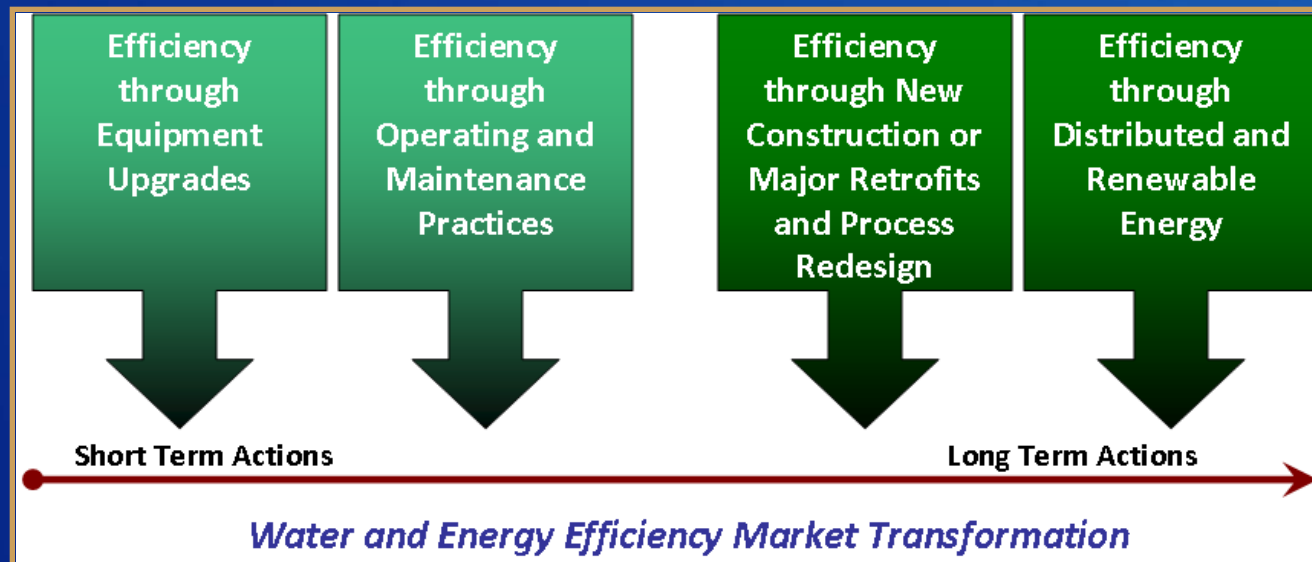 Efficiency
through
Equipment
Upgrades
Efficiency
through
Operating and
Maintenance
Practices
Efficiency
through New
Construction or
Major Retrofits
and Process
Redesign
Efficiency
through
Distributed and
Renewable
Energy
Short Term Actions
Long Term Actions
Water and Energy Efficiency Market Transformation